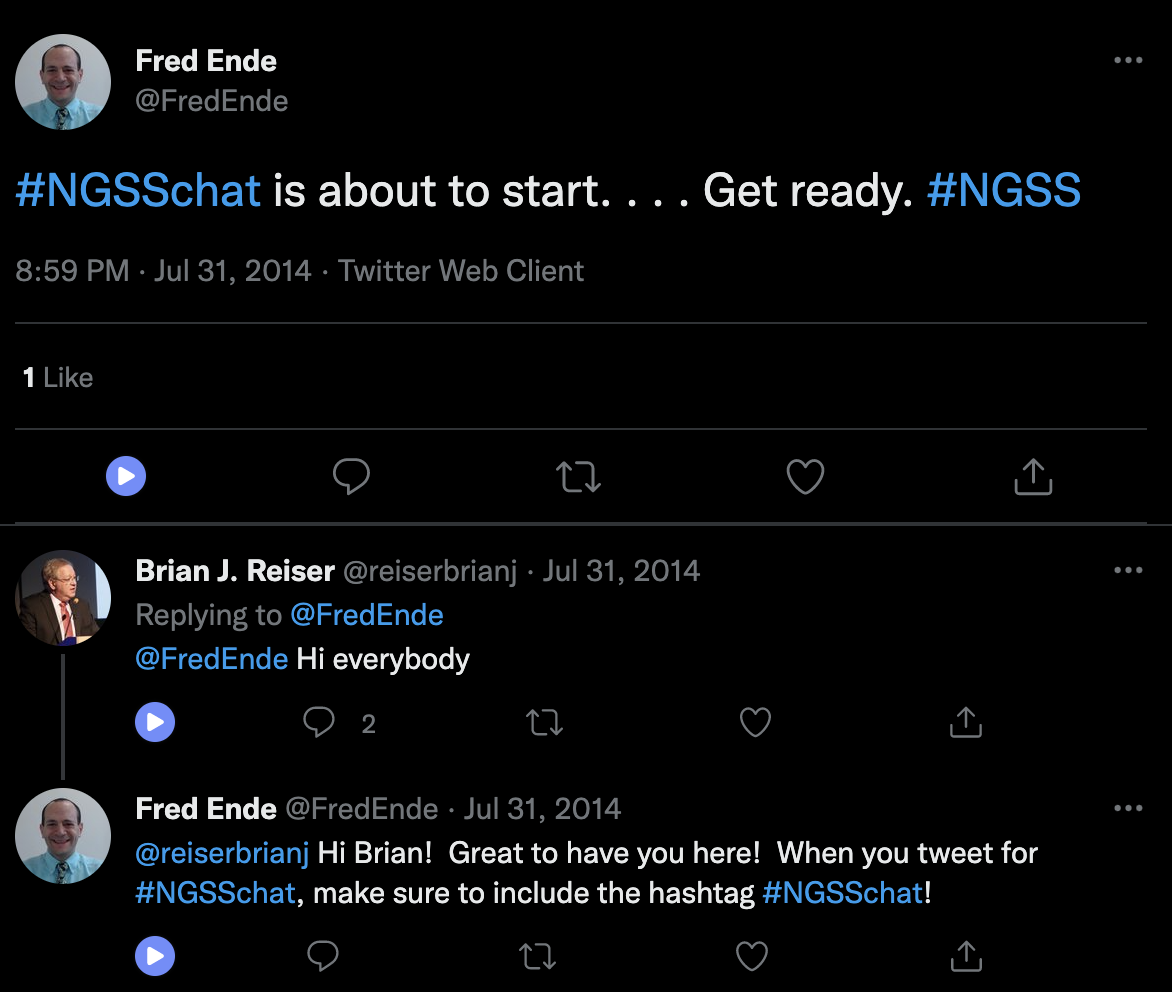 Fred Ende
@FredEnde
#NGSSchat is about to start. . . . Get ready. #NGSS
8:59 PM · Jul 31, 2014 · Twitter Web Client
1 Like
Brian J. Reiser @reiserbrianj · Jul 31, 2014
Replying to @FredEnde
@FredEnde Hi everybody
2
Fred Ende @FredEnde · Jul 31, 2014
@reiserbrianj Hi Brian!  Great to have you here!  When you tweet for
#NGSSchat, make sure to include the hashtag #NGSSchat!